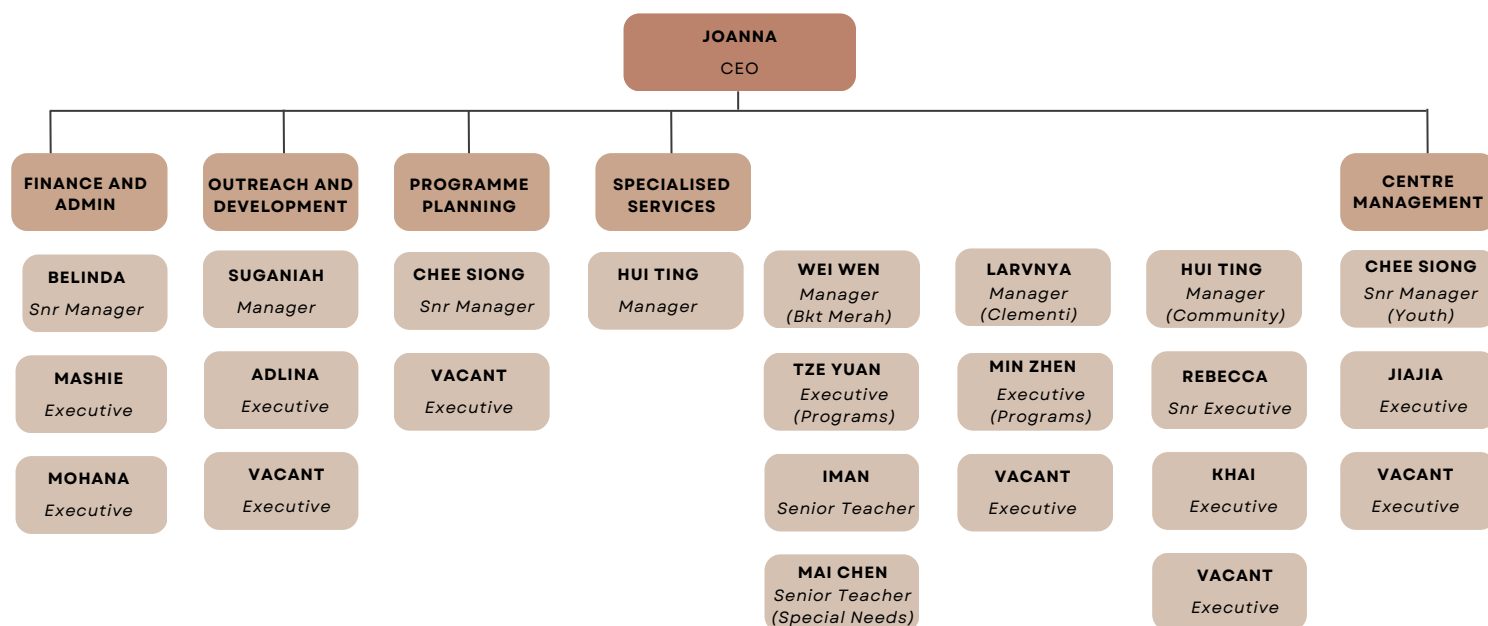 JOANNA
CEO
FINANCE AND
ADMIN
OUTREACH AND
DEVELOPMENT
PROGRAMME
PLANNING
SPECIALISED
SERVICES
CENTRE
MANAGEMENT
BELINDA
Snr Manager
SUGANIAH
Manager
CHEE SIONG
Snr Manager
HUI TING
Manager
WEI WEN
Manager
(Bkt Merah)
LARVNYA
Manager
(Clementi)
HUI TING
Manager
(Community)
CHEE SIONG
Snr Manager
(Youth)
MASHIE
Executive
ADLINA
Executive
VACANT
Executive
TZE YUAN
Executive
(Programs)
MIN ZHEN
Executive
(Programs)
REBECCA
Snr Executive
JIAJIA
Executive
MOHANA
Executive
VACANT
Executive
IMAN
Senior Teacher
VACANT
Executive
KHAI
Executive
VACANT
Executive
MAI CHEN
Senior Teacher
(Special Needs)
VACANT
Executive